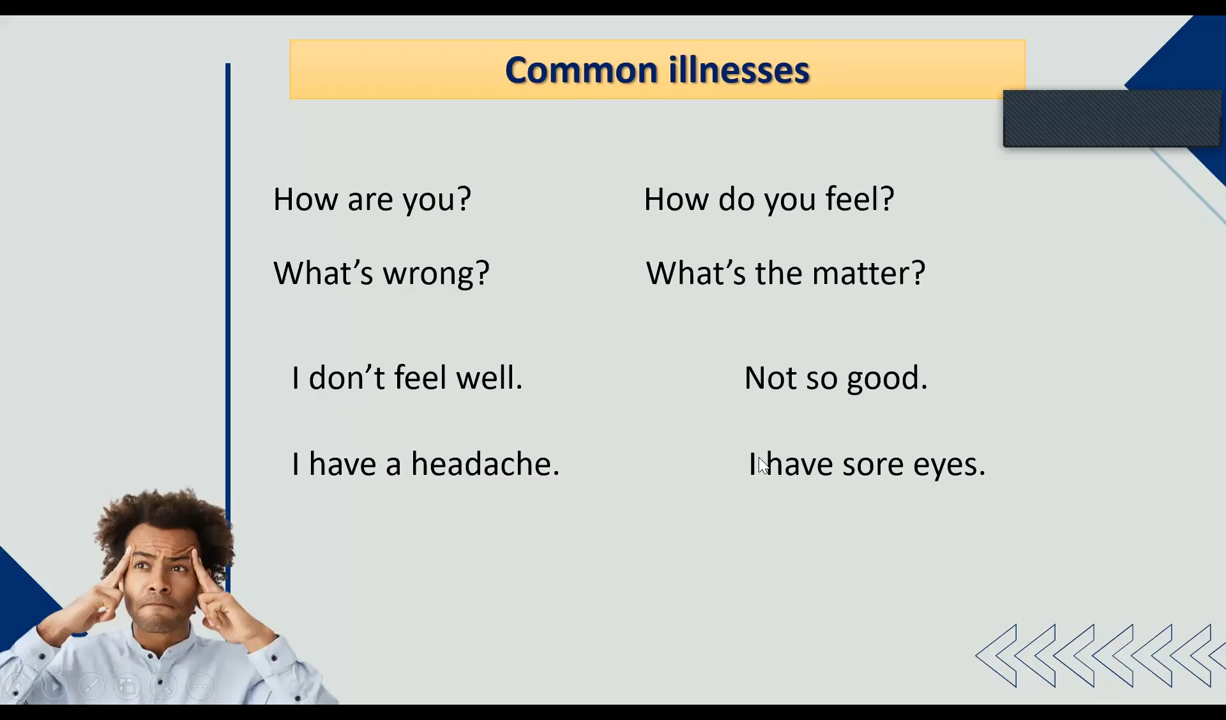 Common illnesses
How are you? How do you feel?
What’s wrong? What’s the matter?
I don’t feel well. Not so good.
I have a headache. I have sore eyes.